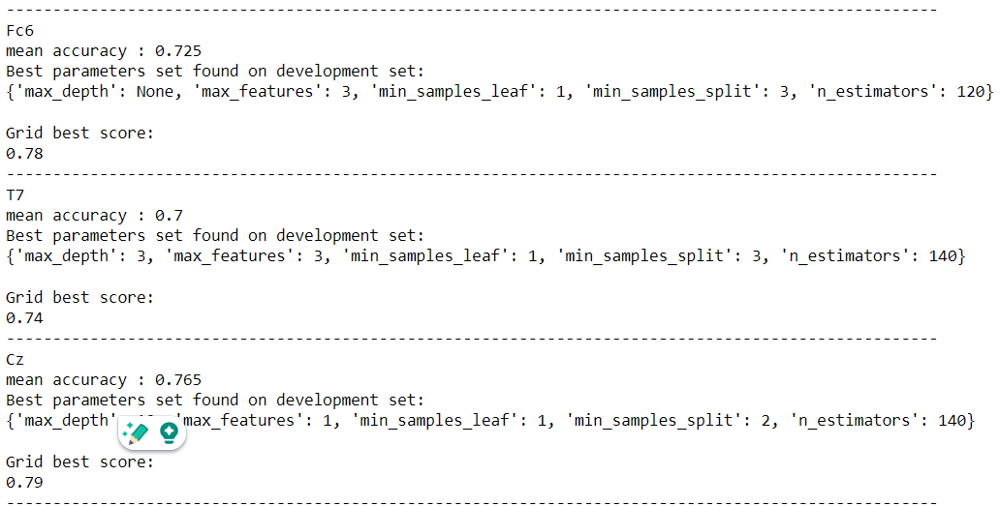 ----------------------------------------------------------------------------------------------------
Fc6
mean accuracy : 0.725
Best parameters set found on development set:
{'max_depth': None, 'max_features': 3, 'min_samples_leaf': 1, 'min_samples_split': 3, 'n_estimators': 120}
Grid best score:
0.78
----------------------------------------------------------------------------------------------------
T7
mean accuracy : 0.7
Best parameters set found on development set:
{'max_depth': 3, 'max_features': 3, 'min_samples_leaf': 1, 'min_samples_split': 3, 'n_estimators': 140}
Grid best score:
0.74
----------------------------------------------------------------------------------------------------
Cz
mean accuracy : 0.765
Best parameters set found on development set:
{'max_depth' 'max_features': 1, 'min_samples_leaf': 1, 'min_samples_split': 2, 'n_estimators': 140}
Grid best score:
0.79
----------------------------------------------------------------------------------------------------